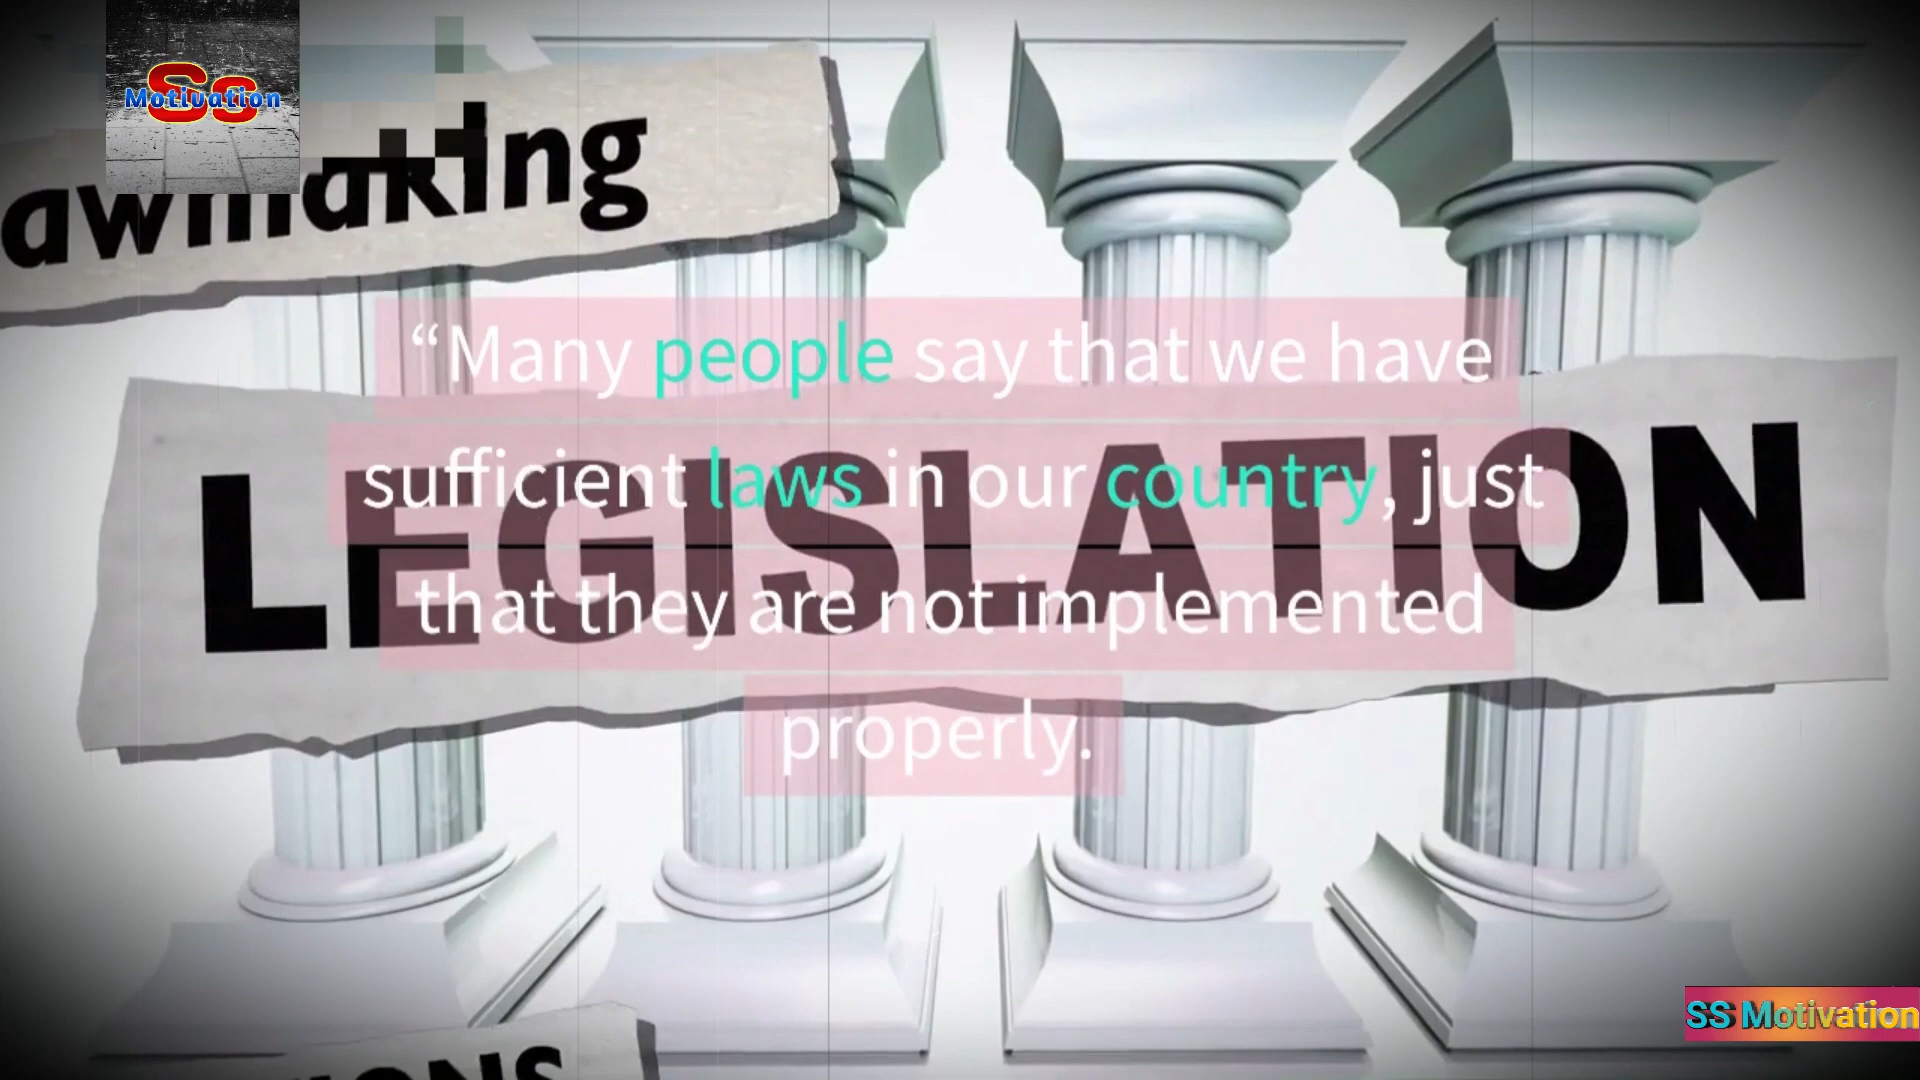 Ss
Motivation
awmaking
“Many people say that we have
sufficient laws in our country, just
that they are not implemented
properly.
LEGISLATION
SS Motivation
IONS